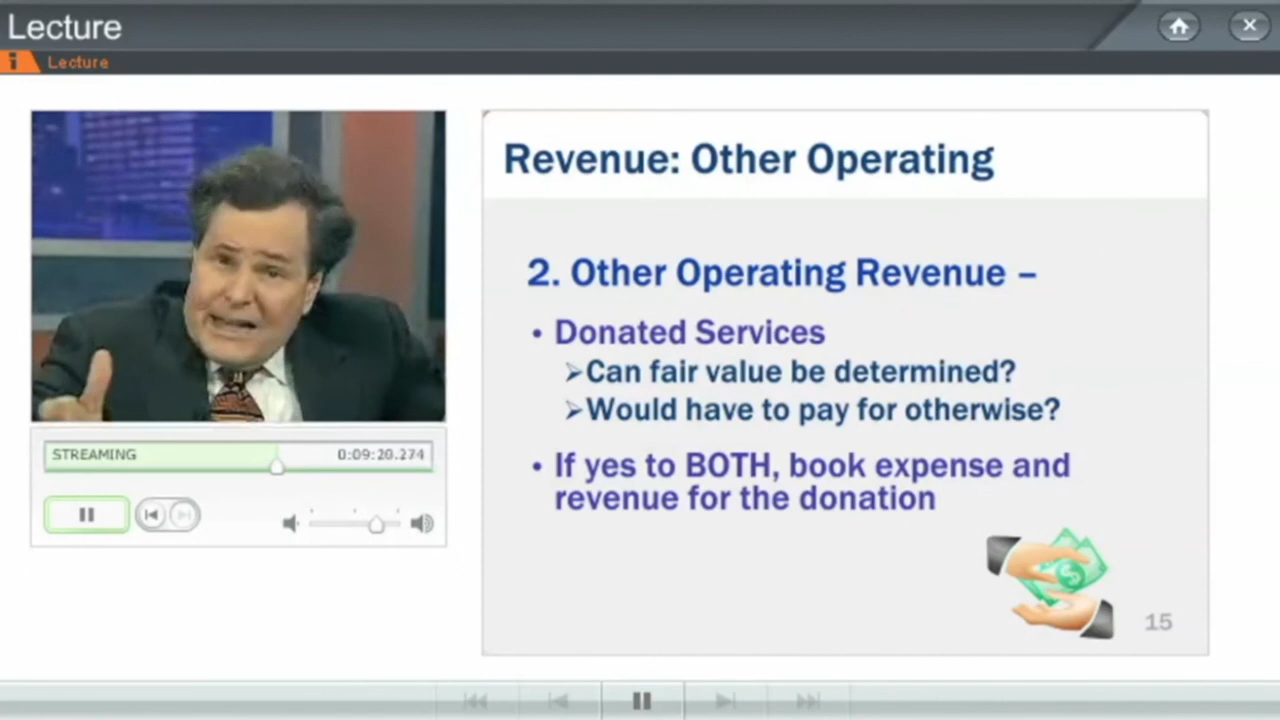 Lecture
i Lecture
Revenue: Other Operating
2. Other Operating Revenue –
• Donated Services
➢Can fair value be determined?
➢Would have to pay for otherwise?
• If yes to BOTH, book expense and
revenue for the donation
$
15
STREAMING 0:09:20.274